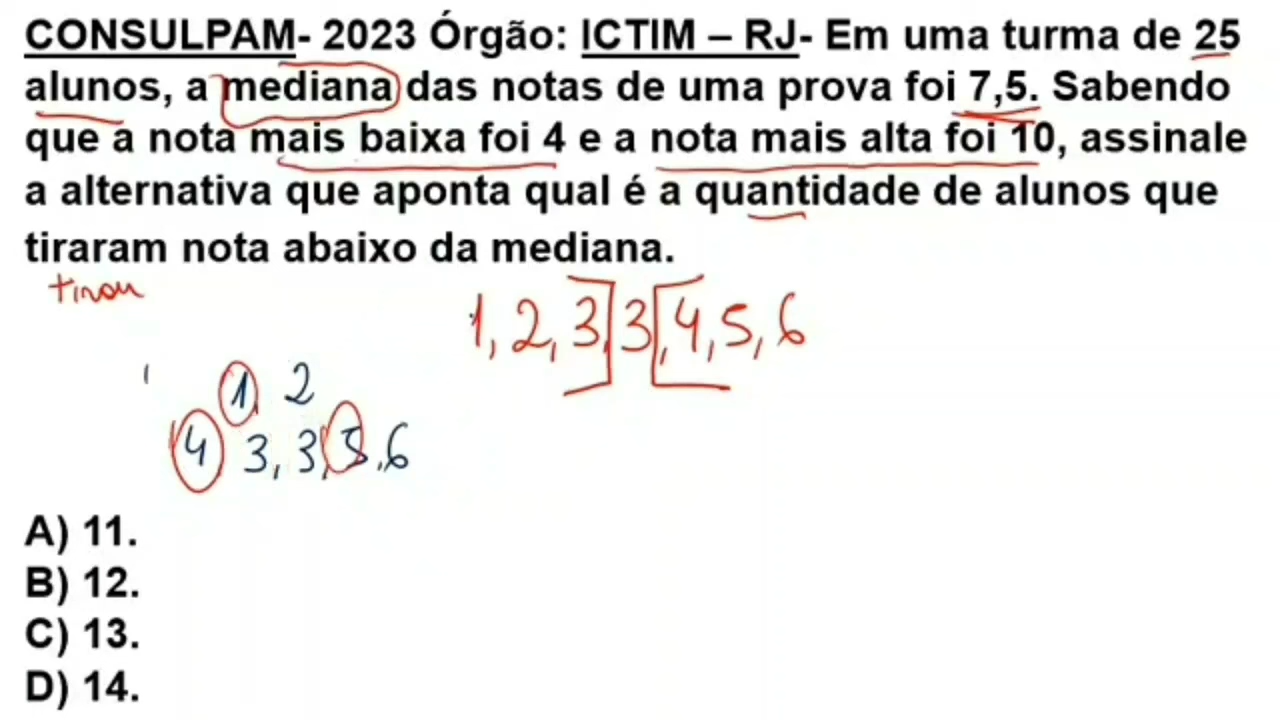 CONSULPAM- 2023 Órgão: ICTIM – RJ- Em uma turma de 25
alunos, a mediana das notas de uma prova foi 7,5. Sabendo
que a nota mais baixa foi 4 e a nota mais alta foi 10, assinale
a alternativa que aponta qual é a quantidade de alunos que
tiraram nota abaixo da mediana.
tirou
1, 2, 3, 3, 4, 5, 6
1, 2
4 3, 3, 5, 6
A) 11.
B) 12.
C) 13.
D) 14.